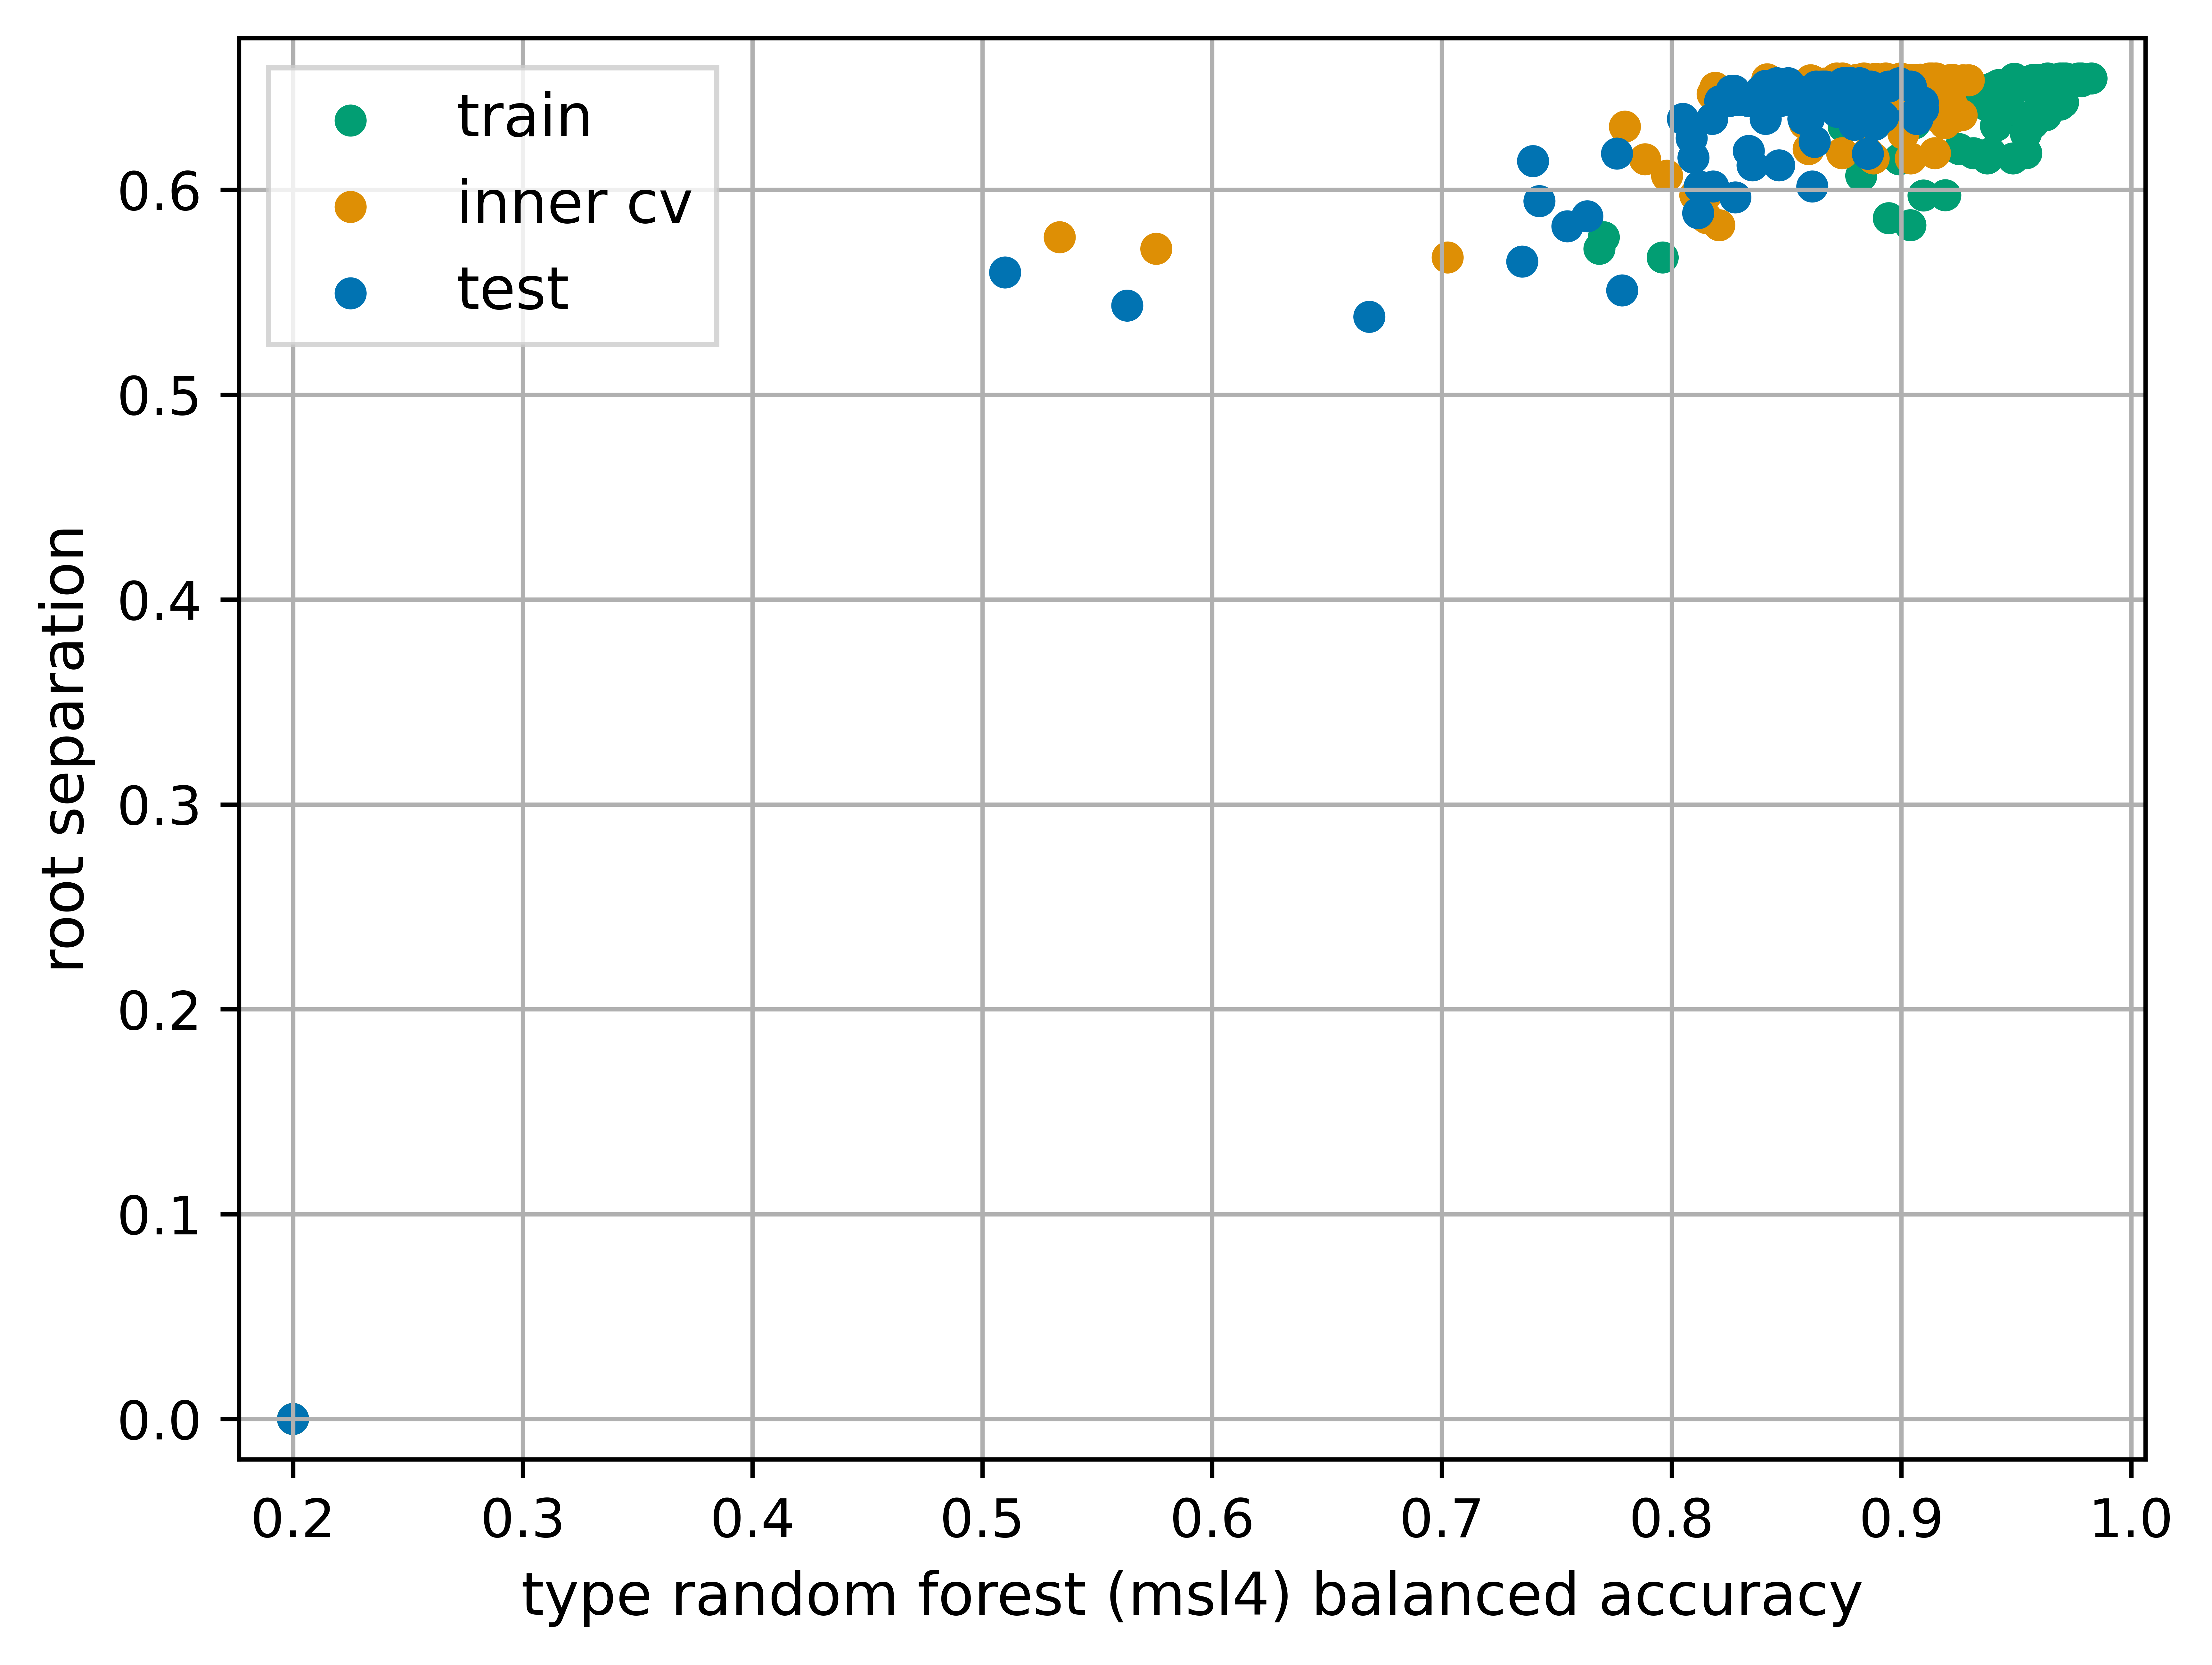 train
inner cv
test
root separation
0.6
0.5
0.4
0.3
0.2
0.1
0.0
0.2 0.3 0.4 0.5 0.6 0.7 0.8 0.9 1.0
type random forest (msl4) balanced accuracy